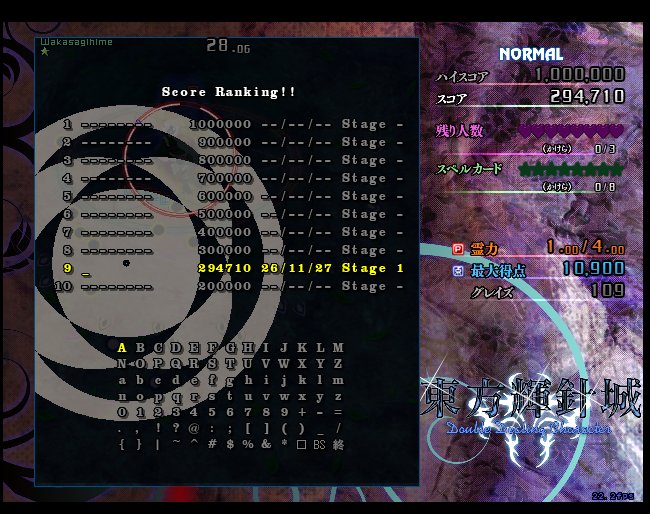 Wakasagihime
28.06
Score Ranking!!
1 -------- 1000000 --/--/-- Stage -
2 -------- 900000 --/--/-- Stage -
3 -------- 800000 --/--/-- Stage -
4 -------- 700000 --/--/-- Stage -
5 -------- 600000 --/--/-- Stage -
6 -------- 500000 --/--/-- Stage -
7 -------- 400000 --/--/-- Stage -
8 -------- 300000 --/--/-- Stage -
9 _ 294710 26/11/27 Stage 1
10 -------- 200000 --/--/-- Stage -
A B C D E F G H I J K L M
N O P Q R S T U V W X Y Z
a b c d e f g h i j k l m
n o p q r s t u v w x y z
0 1 2 3 4 5 6 7 8 9 + - =
. , ! ? @ : ; [ ] ( ) _ /
{ } | ~ ^ # $ % & * □ BS 終
NORMAL
ハイスコア 1,000,000
スコア 294,710
残り人数
(かけら) 0/3
スペルカード
(かけら) 0/8
P 霊力 1.00/4.00
点 最大得点 10,900
グレイズ 109
東方輝針城
Double Dealing Character
22.2fps